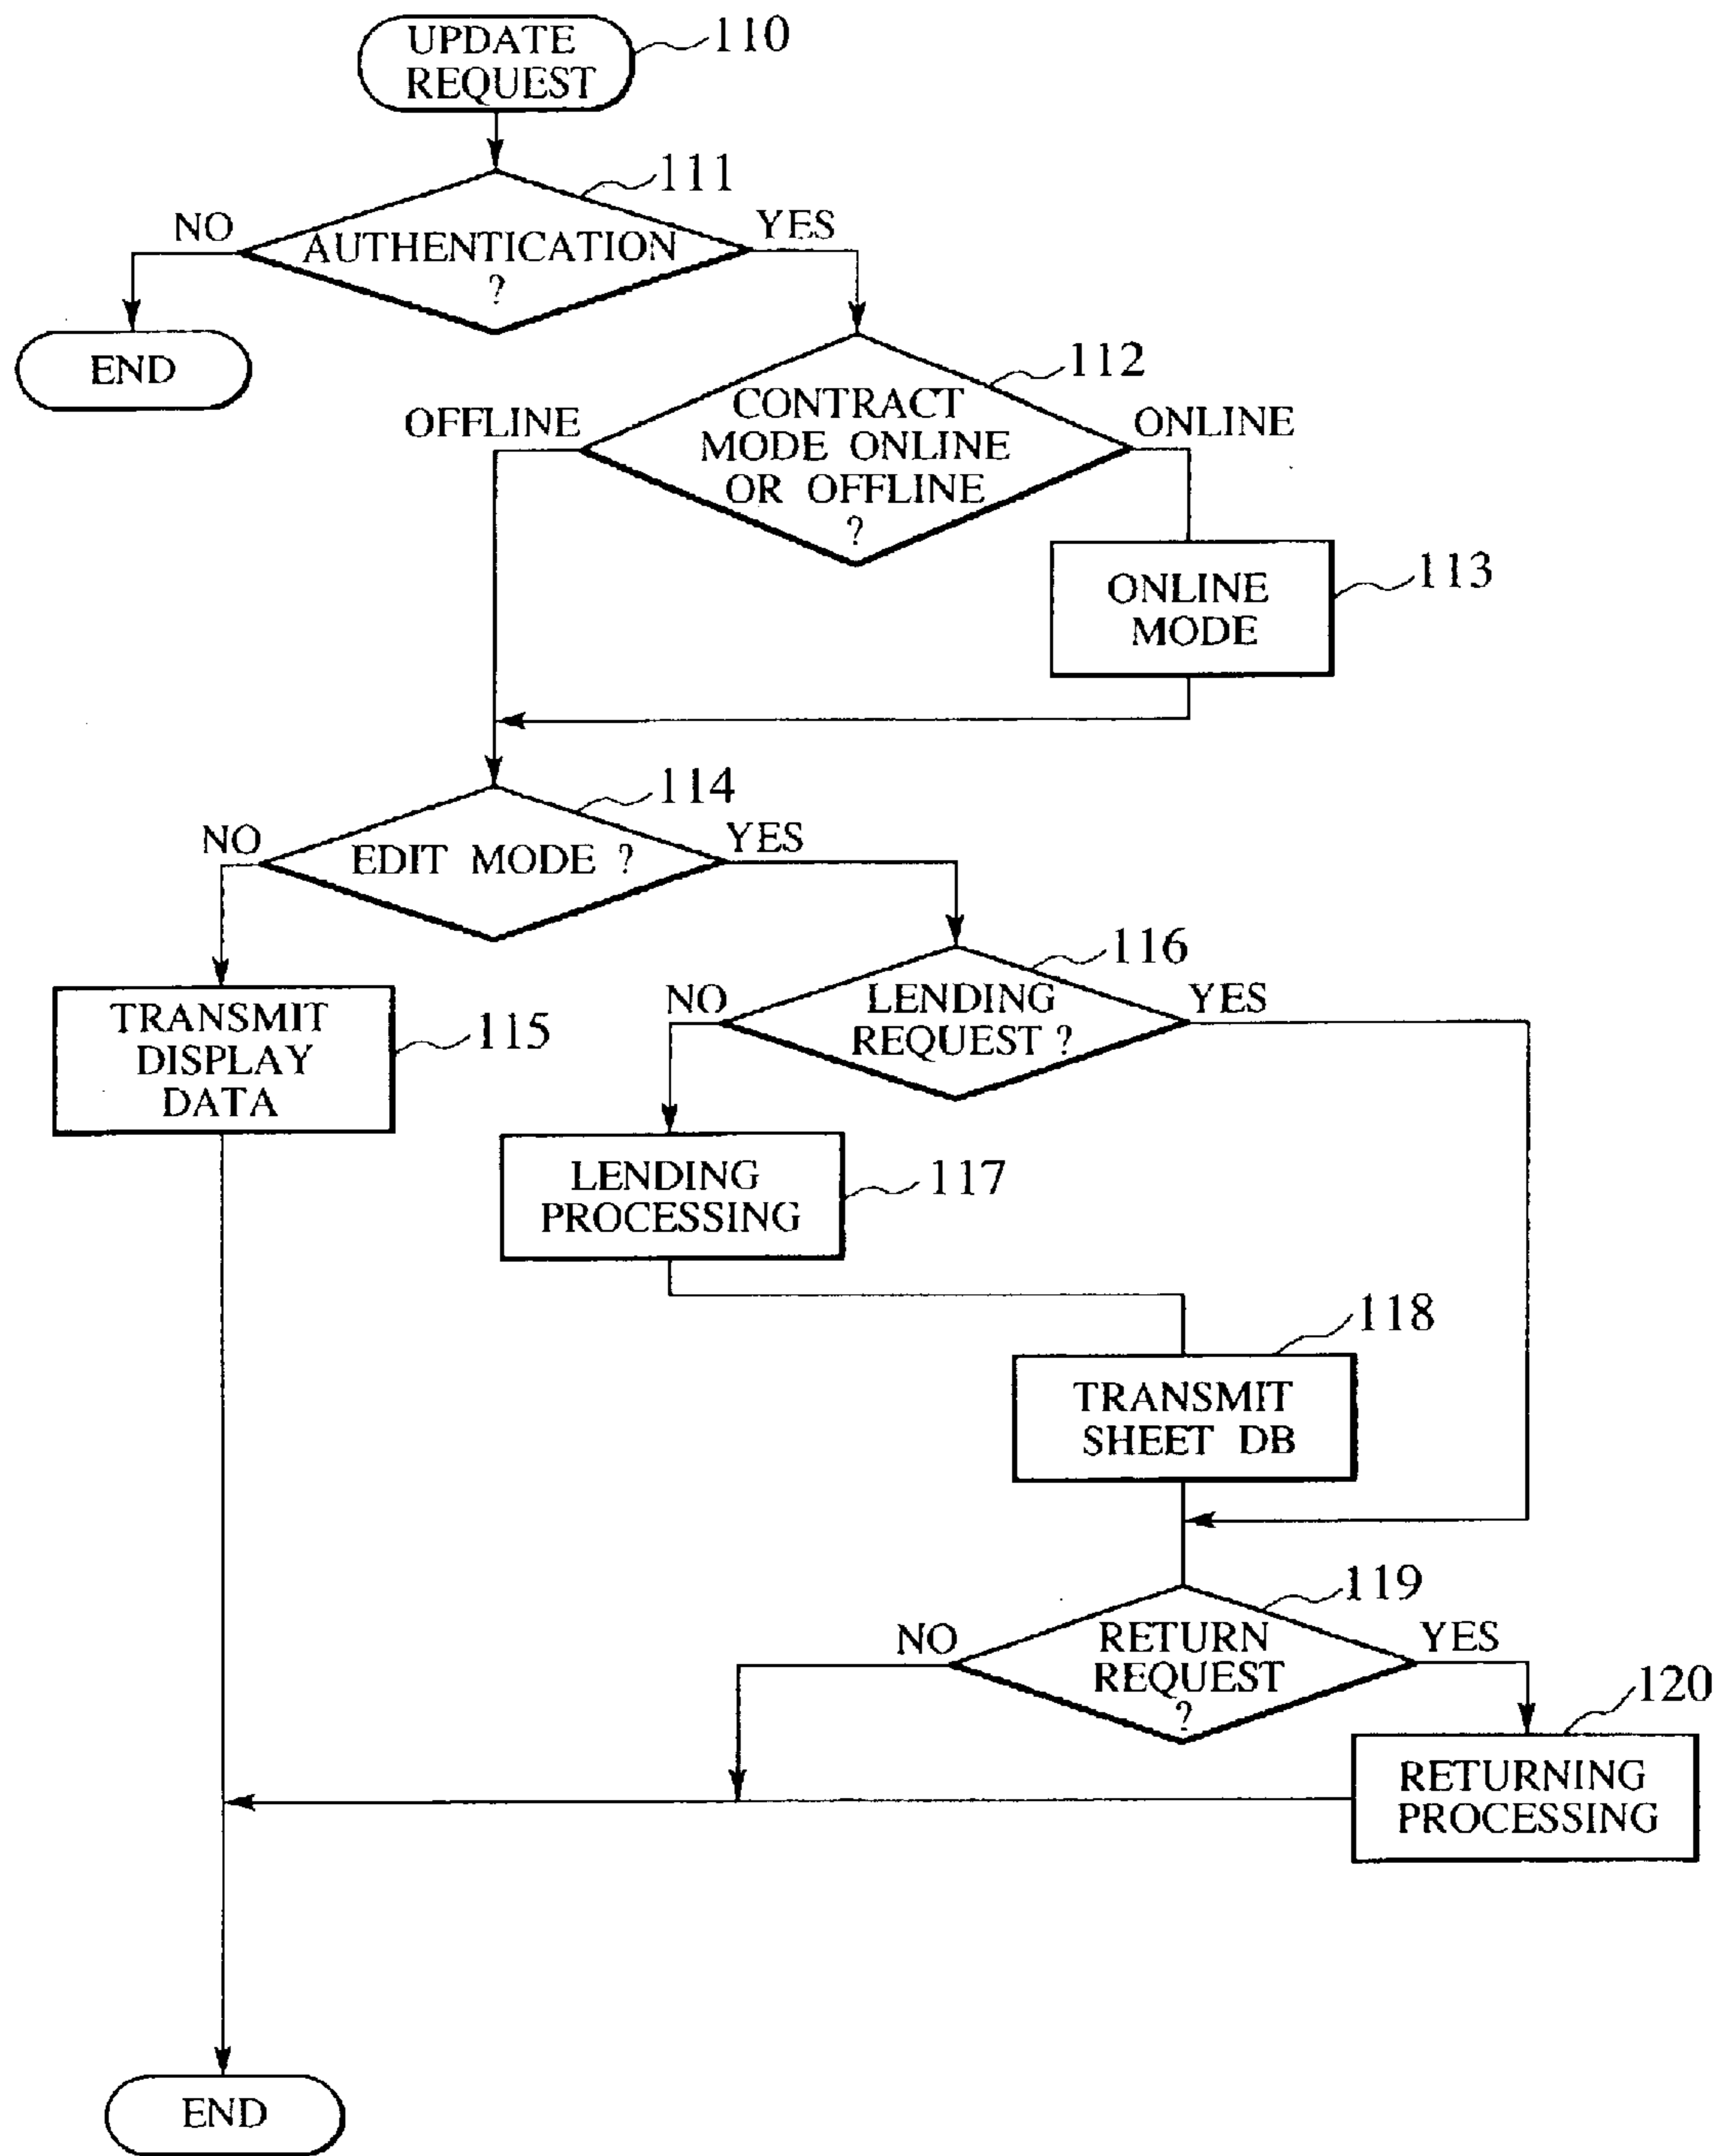 UPDATE
REQUEST
110
111
NO
YES
AUTHENTICATION
?
END
112
OFFLINE
CONTRACT
MODE ONLINE
OR OFFLINE
?
ONLINE
ONLINE
MODE
113
114
NO
EDIT MODE ?
YES
116
NO
LENDING
REQUEST ?
YES
TRANSMIT
DISPLAY
DATA
115
LENDING
PROCESSING
117
118
TRANSMIT
SHEET DB
119
NO
RETURN
REQUEST
?
YES
120
RETURNING
PROCESSING
END